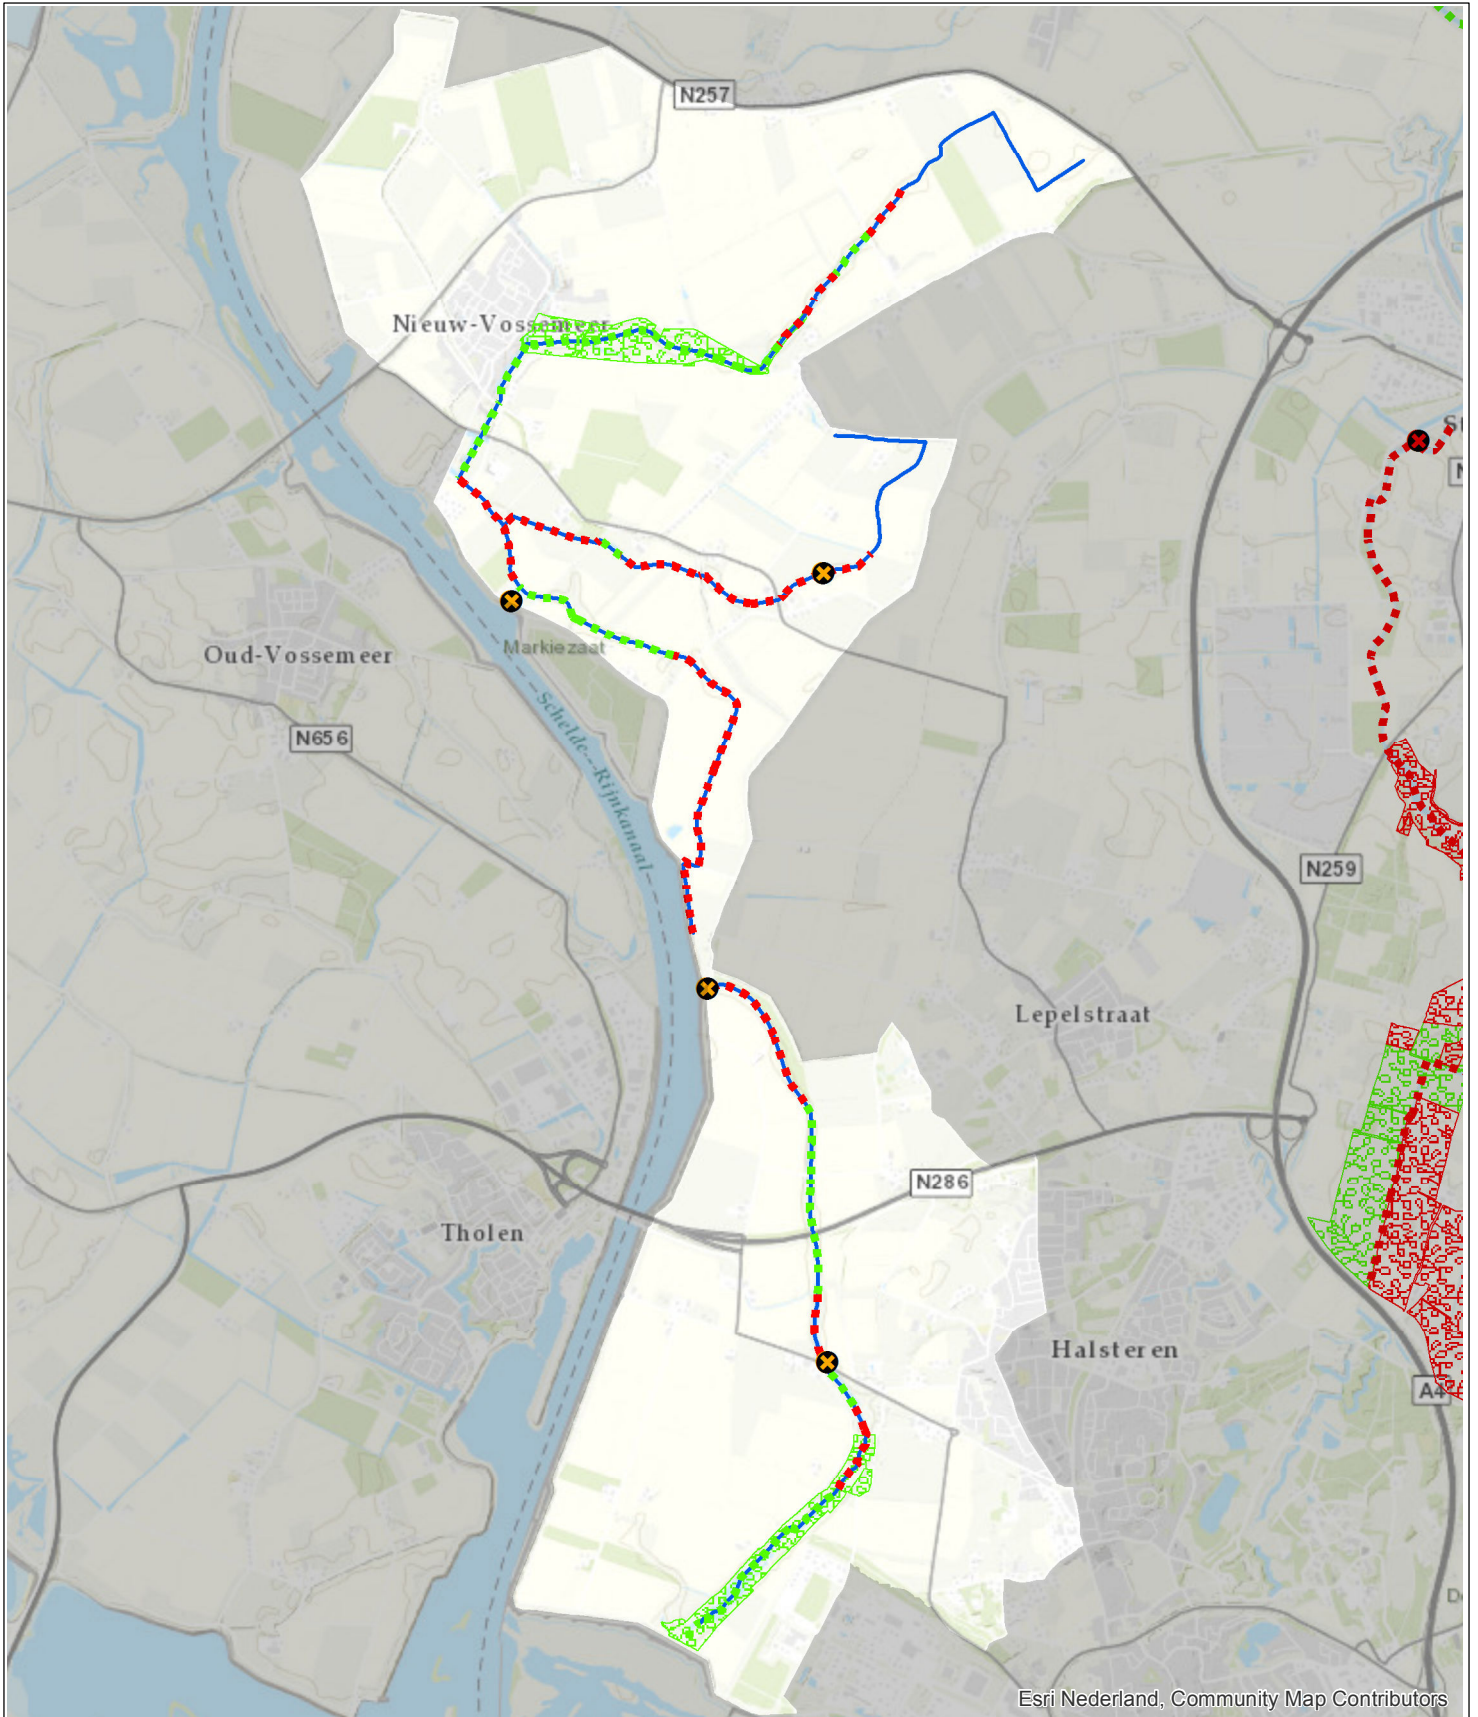 N257
Nieuw-Vossemeer
Oud-Vossemeer
Markiezaat
N656
Schelde-Rijnkanaal
N259
Lepelstraat
N286
Tholen
Halsteren
A4
Esri Nederland, Community Map Contributors